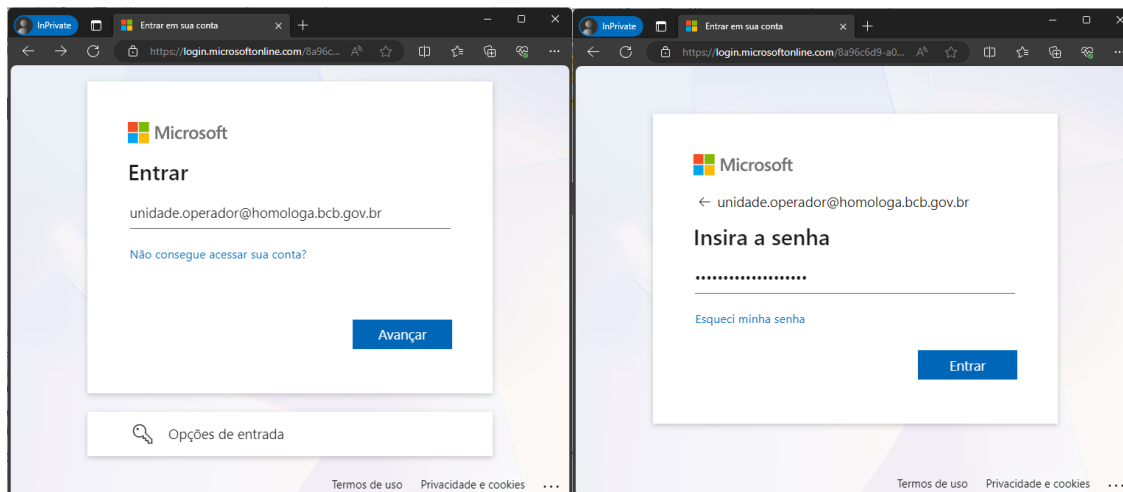 InPrivate
Entrar em sua conta
https://login.microsoftonline.com/8a96c...
Microsoft
Entrar
unidade.operador@homologa.bcb.gov.br
Não consegue acessar sua conta?
Avançar
Opções de entrada
Termos de uso Privacidade e cookies ...
InPrivate
Entrar em sua conta
https://login.microsoftonline.com/8a96c6d9-a0...
Microsoft
← unidade.operador@homologa.bcb.gov.br
Insira a senha
••••••••••••••••••••
Esqueci minha senha
Entrar
Termos de uso Privacidade e cookies ...